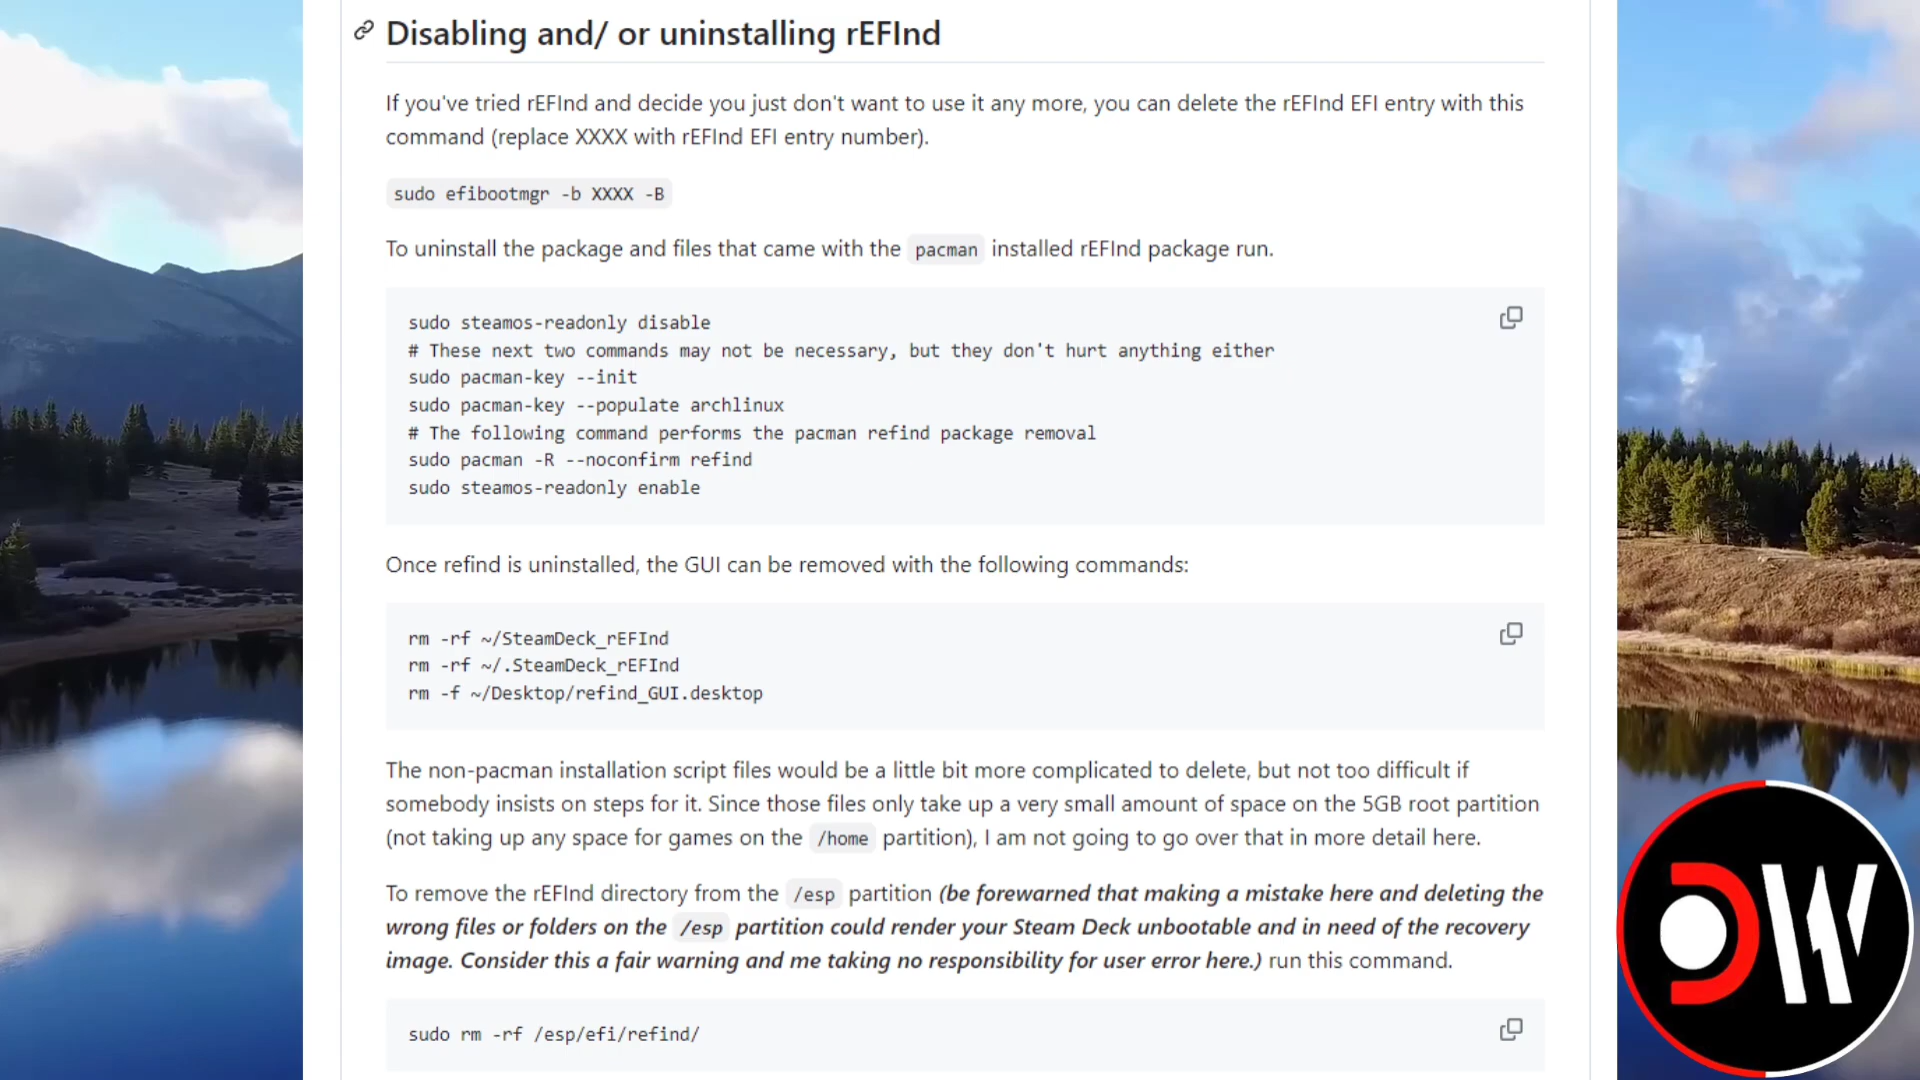 Disabling and/ or uninstalling rEFInd
If you've tried rEFInd and decide you just don't want to use it any more, you can delete the rEFInd EFI entry with this
command (replace XXXX with rEFInd EFI entry number).
sudo efibootmgr -b XXXX -B
To uninstall the package and files that came with the pacman installed rEFInd package run.
sudo steamos-readonly disable
# These next two commands may not be necessary, but they don't hurt anything either
sudo pacman-key --init
sudo pacman-key --populate archlinux
# The following command performs the pacman refind package removal
sudo pacman -R --noconfirm refind
sudo steamos-readonly enable
Once refind is uninstalled, the GUI can be removed with the following commands:
rm -rf ~/SteamDeck_rEFInd
rm -rf ~/.SteamDeck_rEFInd
rm -f ~/Desktop/refind_GUI.desktop
The non-pacman installation script files would be a little bit more complicated to delete, but not too difficult if
somebody insists on steps for it. Since those files only take up a very small amount of space on the 5GB root partition
(not taking up any space for games on the /home partition), I am not going to go over that in more detail here.
To remove the rEFInd directory from the /esp partition (be forewarned that making a mistake here and deleting the
wrong files or folders on the /esp partition could render your Steam Deck unbootable and in need of the recovery
image. Consider this a fair warning and me taking no responsibility for user error here.) run this command.
sudo rm -rf /esp/efi/refind/
DW